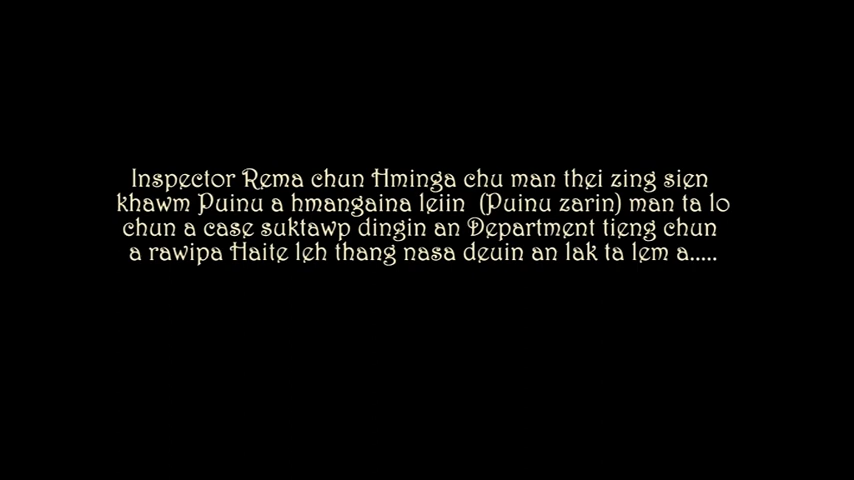 Inspector Rema chun Hminga chu man thei zing sien
khawm Puinu a hmangaina leiin (Puinu zarin) man ta lo
chun a case suktawp dingin an Department tieng chun
a rawipa Haite leh thang nasa deuin an lak ta lem a.....